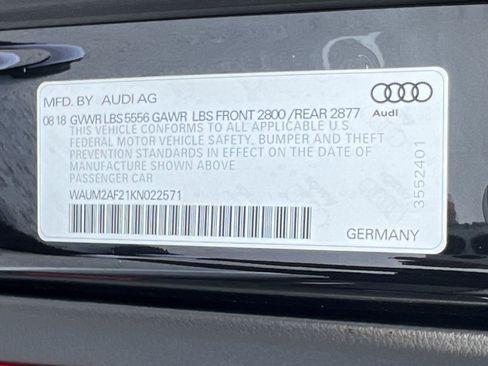 MFD. BY AUDI AG
08 18 GVWR LBS 5556 GAWR LBS FRONT 2800 /REAR 2877
THIS VEHICLE CONFORMS TO ALL APPLICABLE U.S.
FEDERAL MOTOR VEHICLE SAFETY, BUMPER AND THEFT
PREVENTION STANDARDS IN EFFECT ON THE DATE
OF MANUFACTURE SHOWN ABOVE
PASSENGER CAR
WAUM2AF21KN022571
GERMANY
Audi
3552401